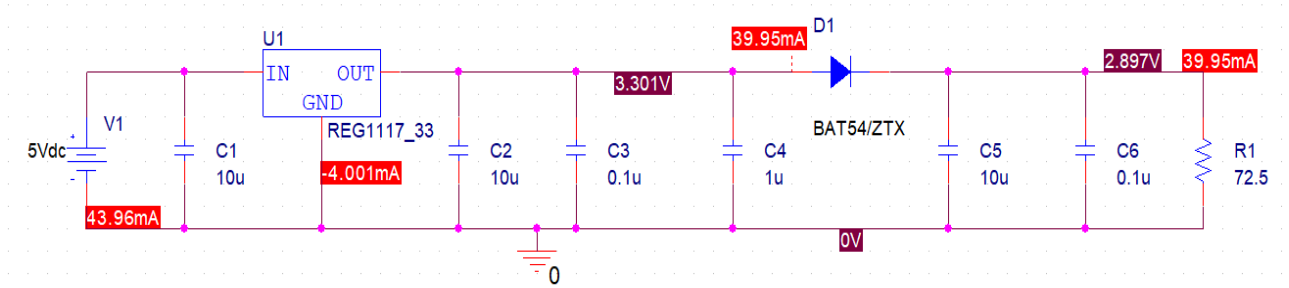 D1
U1
39.95mA
39.95mA
2.897V
IN OUT
GND
3.301V
V1
REG1117_33
BAT54/ZTX
+
5Vdc
-
C1
10u
-4.001mA
C2
10u
C3
0.1u
C4
1u
C5
10u
C6
0.1u
R1
72.5
43.96mA
0V
0